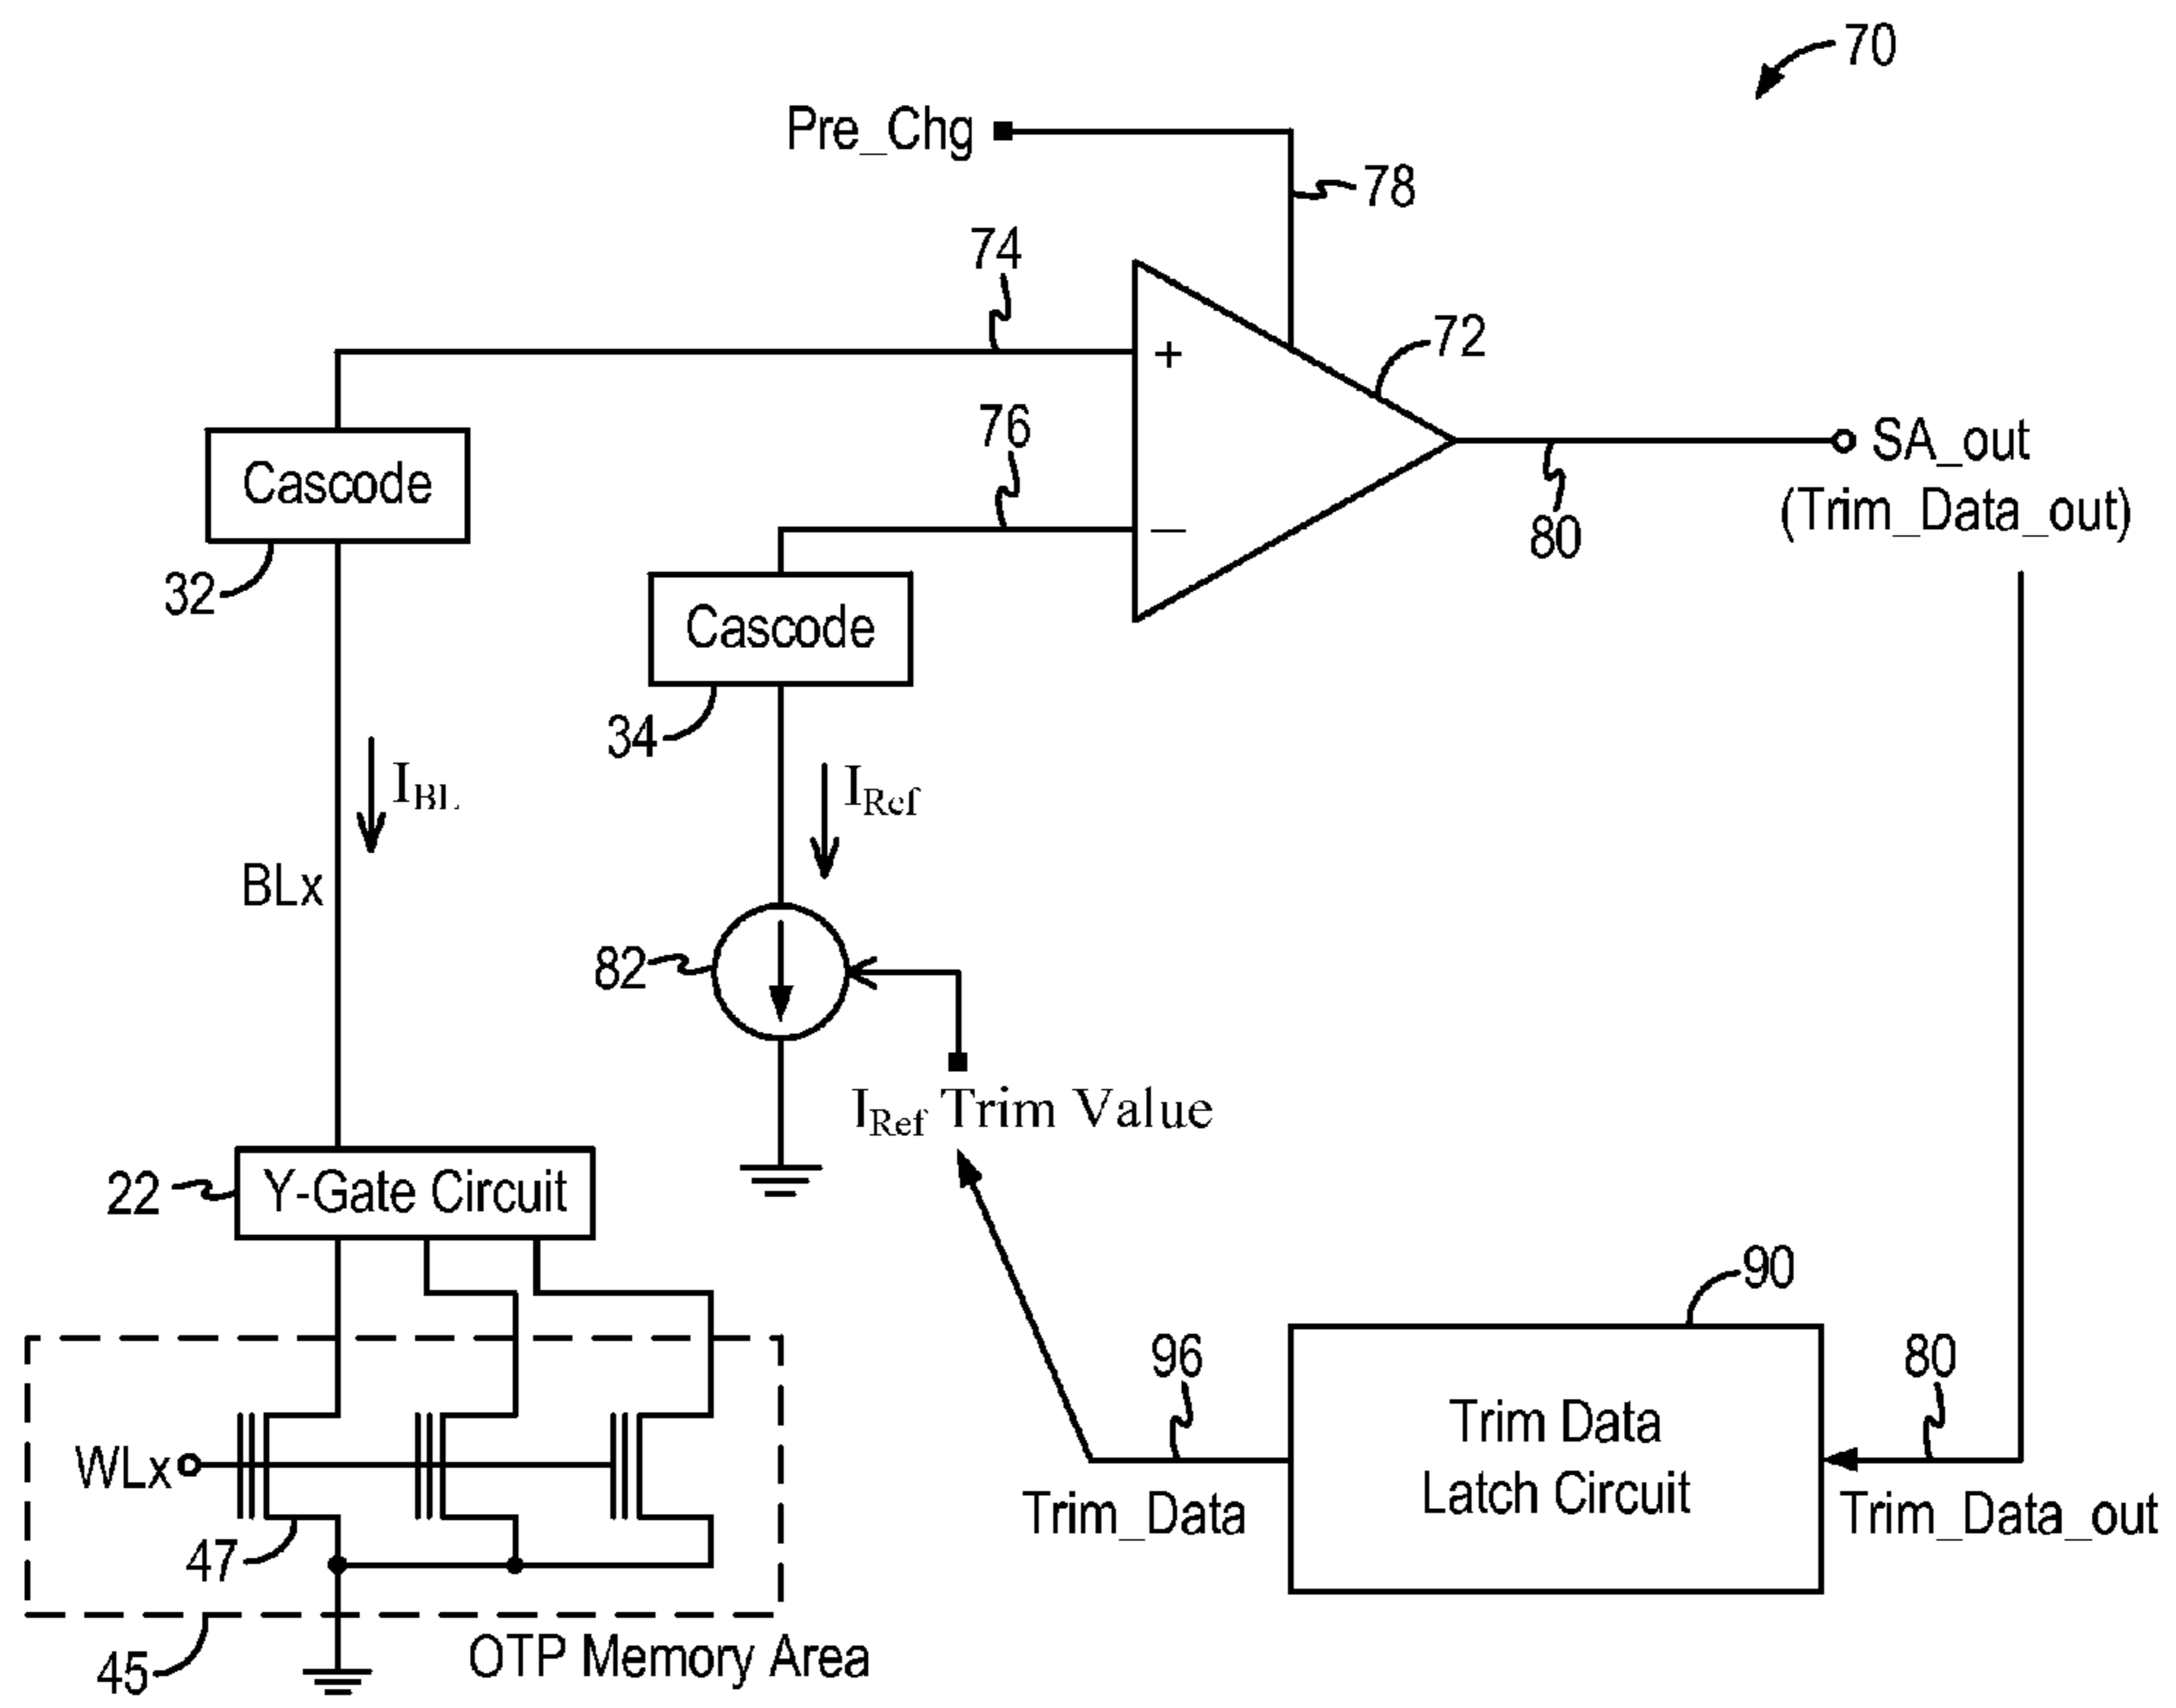 70
Pre_Chg
78
74
72
+
76
SA_out
(Trim_Data_out)
80
−
Cascode
32
Cascode
34
I_BL
I_Ref
BLx
82
I_Ref Trim Value
22
Y-Gate Circuit
90
96
80
Trim Data
Latch Circuit
WLx
Trim_Data
Trim_Data_out
47
45
OTP Memory Area